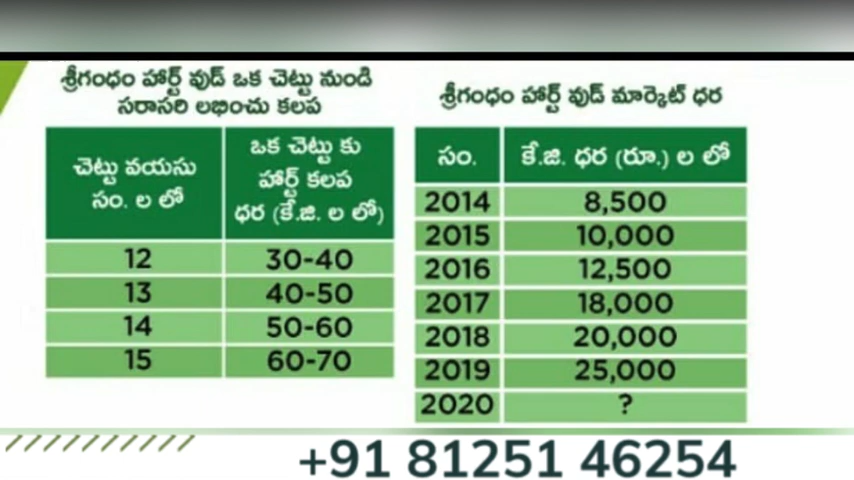 శ్రీగంధం హార్ట్ వుడ్ ఒక చెట్టు నుండి
సరాసరి లభించు కలప
చెట్టు వయసు
సం. ల లో
ఒక చెట్టు కు
హార్ట్ కలప
ధర (కే.జి. ల లో)
12 30-40
13 40-50
14 50-60
15 60-70
శ్రీగంధం హార్ట్ వుడ్ మార్కెట్ ధర
సం. కే.జి. ధర (రూ.) ల లో
2014 8,500
2015 10,000
2016 12,500
2017 18,000
2018 20,000
2019 25,000
2020 ?
+91 81251 46254